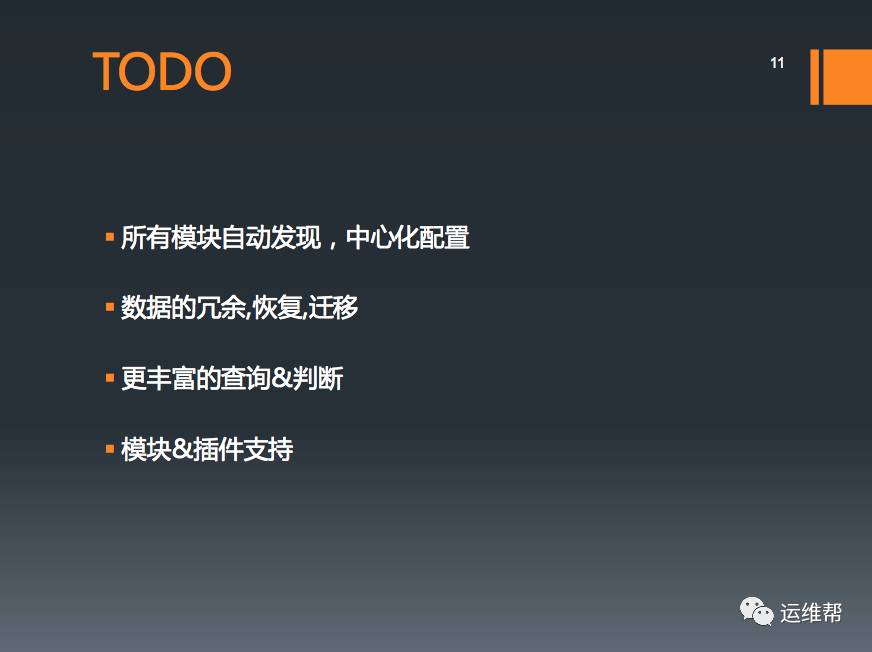 TODO
11
所有模块自动发现，中心化配置
数据的冗余,恢复,迁移
更丰富的查询&判断
模块&插件支持
运维帮